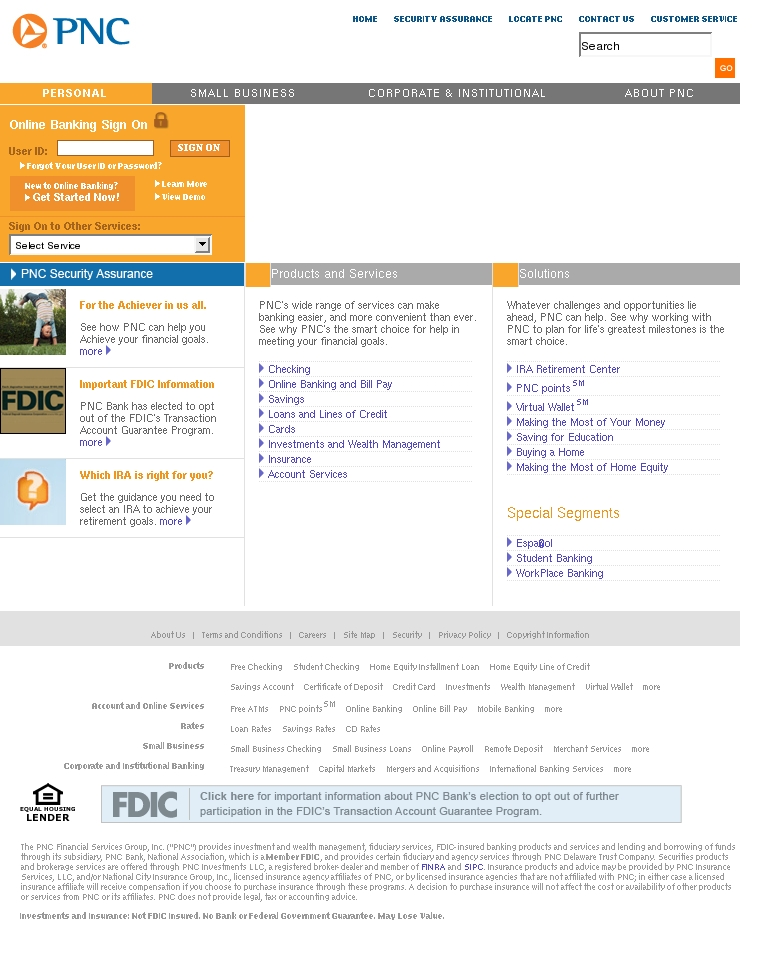 PNC
HOME SECURITY ASSURANCE LOCATE PNC CONTACT US CUSTOMER SERVICE
Search
GO
PERSONAL SMALL BUSINESS CORPORATE & INSTITUTIONAL ABOUT PNC
Online Banking Sign On
User ID: SIGN ON
Forgot Your User ID or Password?
New to Online Banking?
Get Started Now!
Learn More
View Demo
Sign On to Other Services:
Select Service
PNC Security Assurance
For the Achiever in us all.
See how PNC can help you
Achieve your financial goals.
more
FDIC
Important FDIC Information
PNC Bank has elected to opt
out of the FDIC's Transaction
Account Guarantee Program.
more
Which IRA is right for you?
Get the guidance you need to
select an IRA to achieve your
retirement goals. more
Products and Services
PNC's wide range of services can make
banking easier, and more convenient than ever.
See why PNC's the smart choice for help in
meeting your financial goals.
Checking
Online Banking and Bill Pay
Savings
Loans and Lines of Credit
Cards
Investments and Wealth Management
Insurance
Account Services
Solutions
Whatever challenges and opportunities lie
ahead, PNC can help. See why working with
PNC to plan for life's greatest milestones is the
smart choice.
IRA Retirement Center
PNC points SM
Virtual Wallet SM
Making the Most of Your Money
Saving for Education
Buying a Home
Making the Most of Home Equity
Special Segments
Espa�ol
Student Banking
WorkPlace Banking
About Us | Terms and Conditions | Careers | Site Map | Security | Privacy Policy | Copyright Information
Products Free Checking Student Checking Home Equity Installment Loan Home Equity Line of Credit
Savings Account Certificate of Deposit Credit Card Investments Wealth Management Virtual Wallet more
Account and Online Services Free ATMs PNC points SM Online Banking Online Bill Pay Mobile Banking more
Rates Loan Rates Savings Rates CD Rates
Small Business Small Business Checking Small Business Loans Online Payroll Remote Deposit Merchant Services more
Corporate and Institutional Banking Treasury Management Capital Markets Mergers and Acquisitions International Banking Services more
EQUAL HOUSING
LENDER
FDIC
Click here for important information about PNC Bank's election to opt out of further
participation in the FDIC's Transaction Account Guarantee Program.
The PNC Financial Services Group, Inc. ("PNC") provides investment and wealth management, fiduciary services, FDIC-insured banking products and services and lending and borrowing of funds
through its subsidiary, PNC Bank, National Association, which is a Member FDIC, and provides certain fiduciary and agency services through PNC Delaware Trust Company. Securities products
and brokerage services are offered through PNC Investments LLC, a registered broker-dealer and member of FINRA and SIPC. Insurance products and advice may be provided by PNC Insurance
Services, LLC, and/or National City Insurance Group, Inc., licensed insurance agency affiliates of PNC, or by licensed insurance agencies that are not affiliated with PNC; in either case a licensed
insurance affiliate will receive compensation if you choose to purchase insurance through these programs. A decision to purchase insurance will not affect the cost or availability of other products
or services from PNC or its affiliates. PNC does not provide legal, tax or accounting advice.
Investments and Insurance: Not FDIC Insured. No Bank or Federal Government Guarantee. May Lose Value.